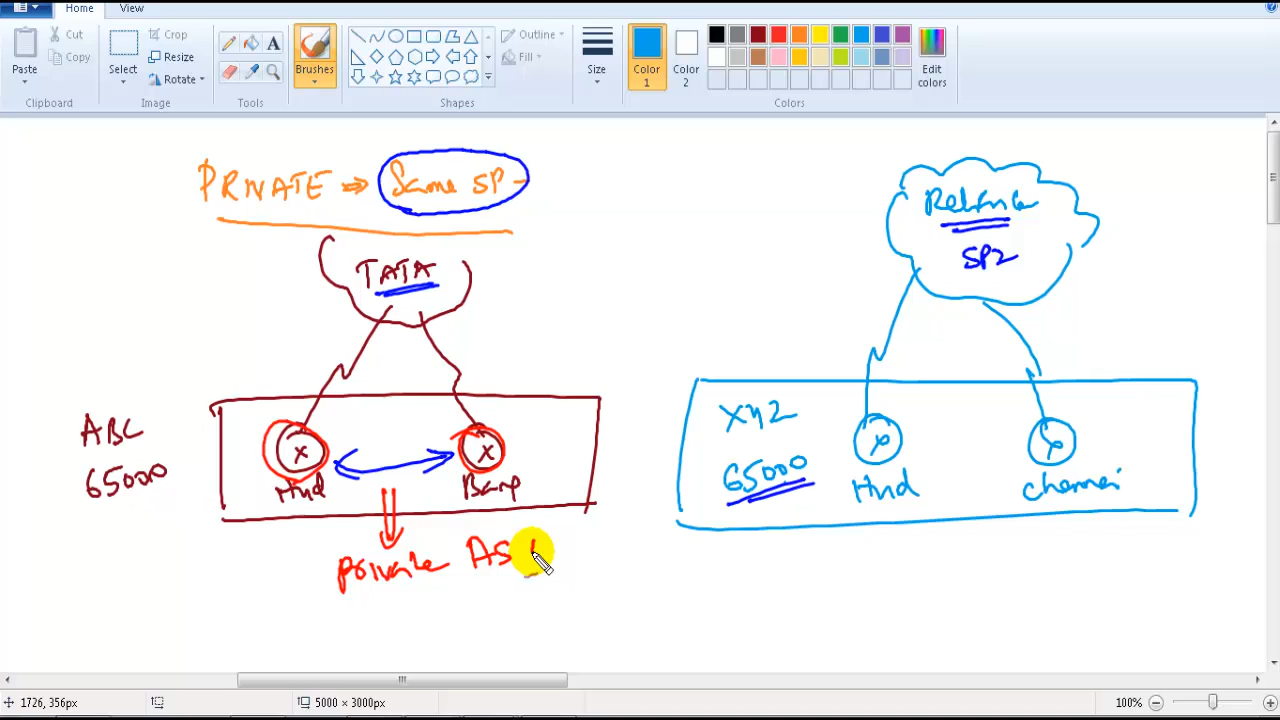 Home
View
Paste
Cut
Copy
Clipboard
Select
Crop
Resize
Rotate
Image
A
Tools
Brushes
Shapes
Outline
Fill
Size
Color 1
Color 2
Edit colors
Colors
PRIVATE ⇒ Same SP
TATA
ABC
65000
x
x
Hyd
Bang
private AS
Reliance
SP2
XYZ
65000
Hyd
Chennai
1726, 356px
5000 × 3000px
100%